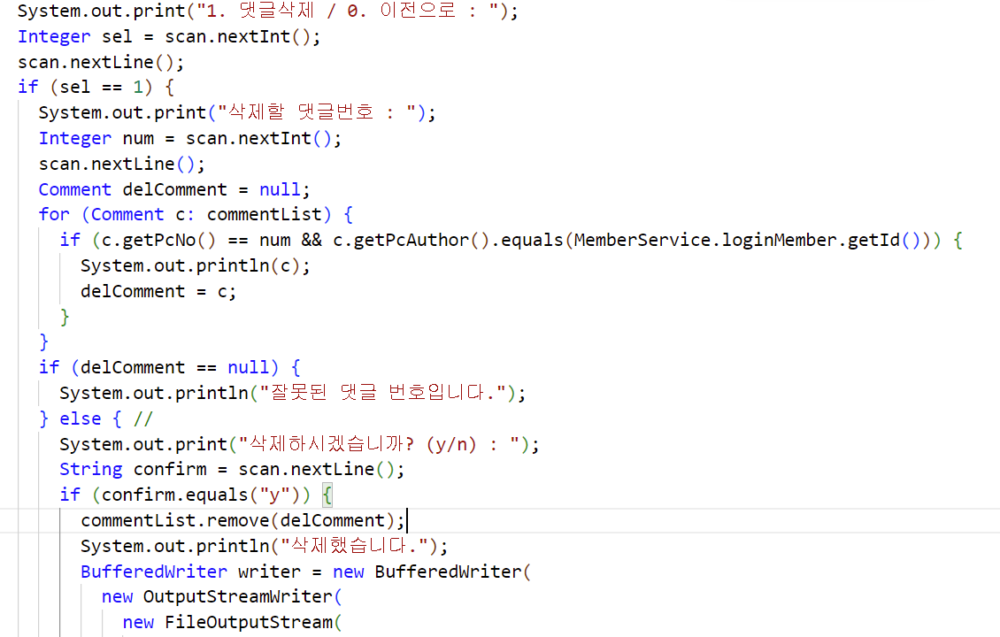 System.out.print("1. 댓글삭제 / 0. 이전으로 : ");
Integer sel = scan.nextInt();
scan.nextLine();
if (sel == 1) {
  System.out.print("삭제할 댓글번호 : ");
  Integer num = scan.nextInt();
  scan.nextLine();
  Comment delComment = null;
  for (Comment c: commentList) {
    if (c.getPcNo() == num && c.getPcAuthor().equals(MemberService.loginMember.getId())) {
      System.out.println(c);
      delComment = c;
    }
  }
  if (delComment == null) {
    System.out.println("잘못된 댓글 번호입니다.");
  } else { //
    System.out.print("삭제하시겠습니까? (y/n) : ");
    String confirm = scan.nextLine();
    if (confirm.equals("y")) {
      commentList.remove(delComment);
      System.out.println("삭제했습니다.");
      BufferedWriter writer = new BufferedWriter(
        new OutputStreamWriter(
          new FileOutputStream(